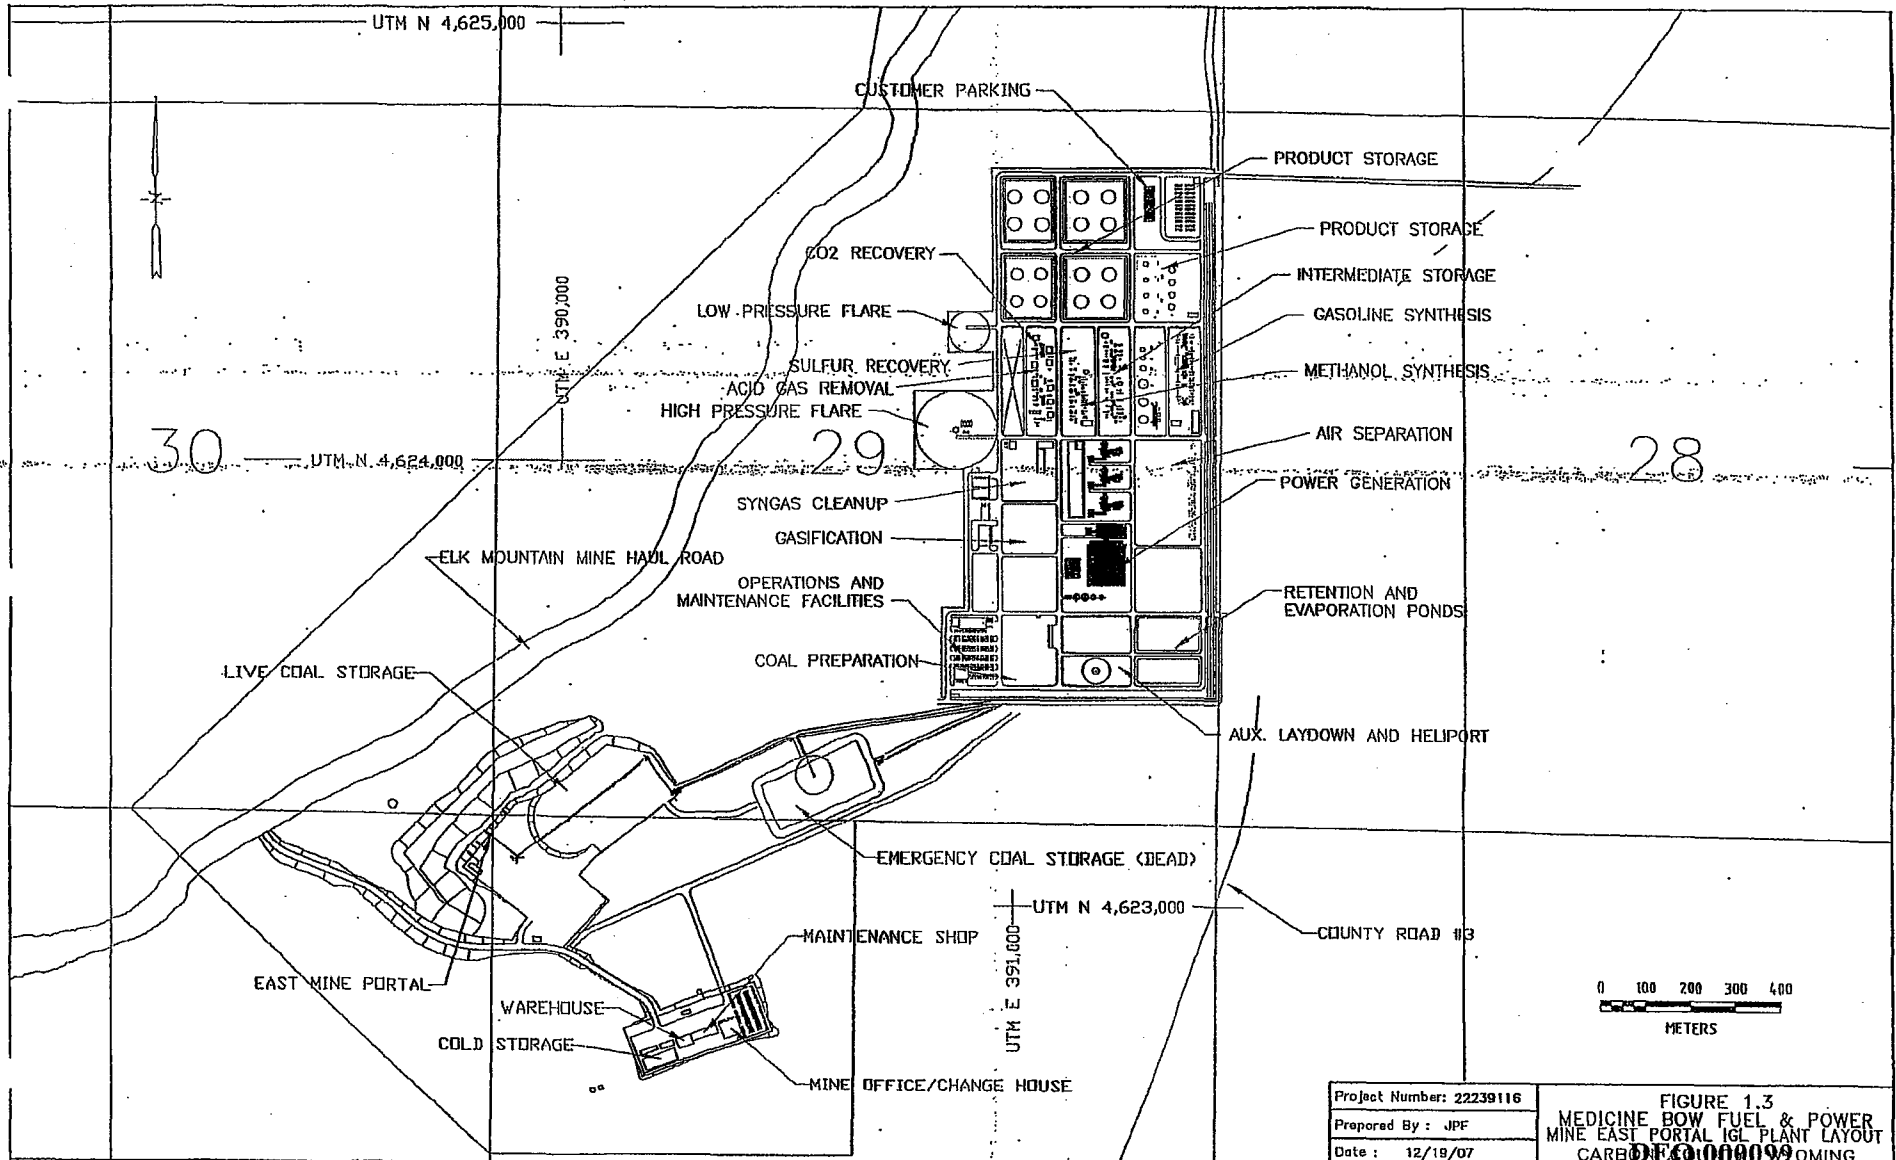 UTM N 4,625,000
CUSTOMER PARKING
PRODUCT STORAGE
PRODUCT STORAGE
CO2 RECOVERY
INTERMEDIATE STORAGE
UTM E 390,000
LOW PRESSURE FLARE
GASOLINE SYNTHESIS
SULFUR RECOVERY
METHANOL SYNTHESIS
ACID GAS REMOVAL
HIGH PRESSURE FLARE
AIR SEPARATION
30
UTM N 4,624,000
29
28
POWER GENERATION
SYNGAS CLEANUP
GASIFICATION
ELK MOUNTAIN MINE HAUL ROAD
OPERATIONS AND
MAINTENANCE FACILITIES
RETENTION AND
EVAPORATION PONDS
COAL PREPARATION
LIVE COAL STORAGE
AUX. LAYDOWN AND HELIPORT
EMERGENCY COAL STORAGE (DEAD)
UTM N 4,623,000
COUNTY ROAD #3
MAINTENANCE SHOP
UTM E 391,000
EAST MINE PORTAL
WAREHOUSE
COLD STORAGE
MINE OFFICE/CHANGE HOUSE
0 100 200 300 400
METERS
Project Number: 22239116
Prepared By : JPF
Date : 12/19/07
FIGURE 1.3
MEDICINE BOW FUEL & POWER
MINE EAST PORTAL IGL PLANT LAYOUT
DEQ 000099